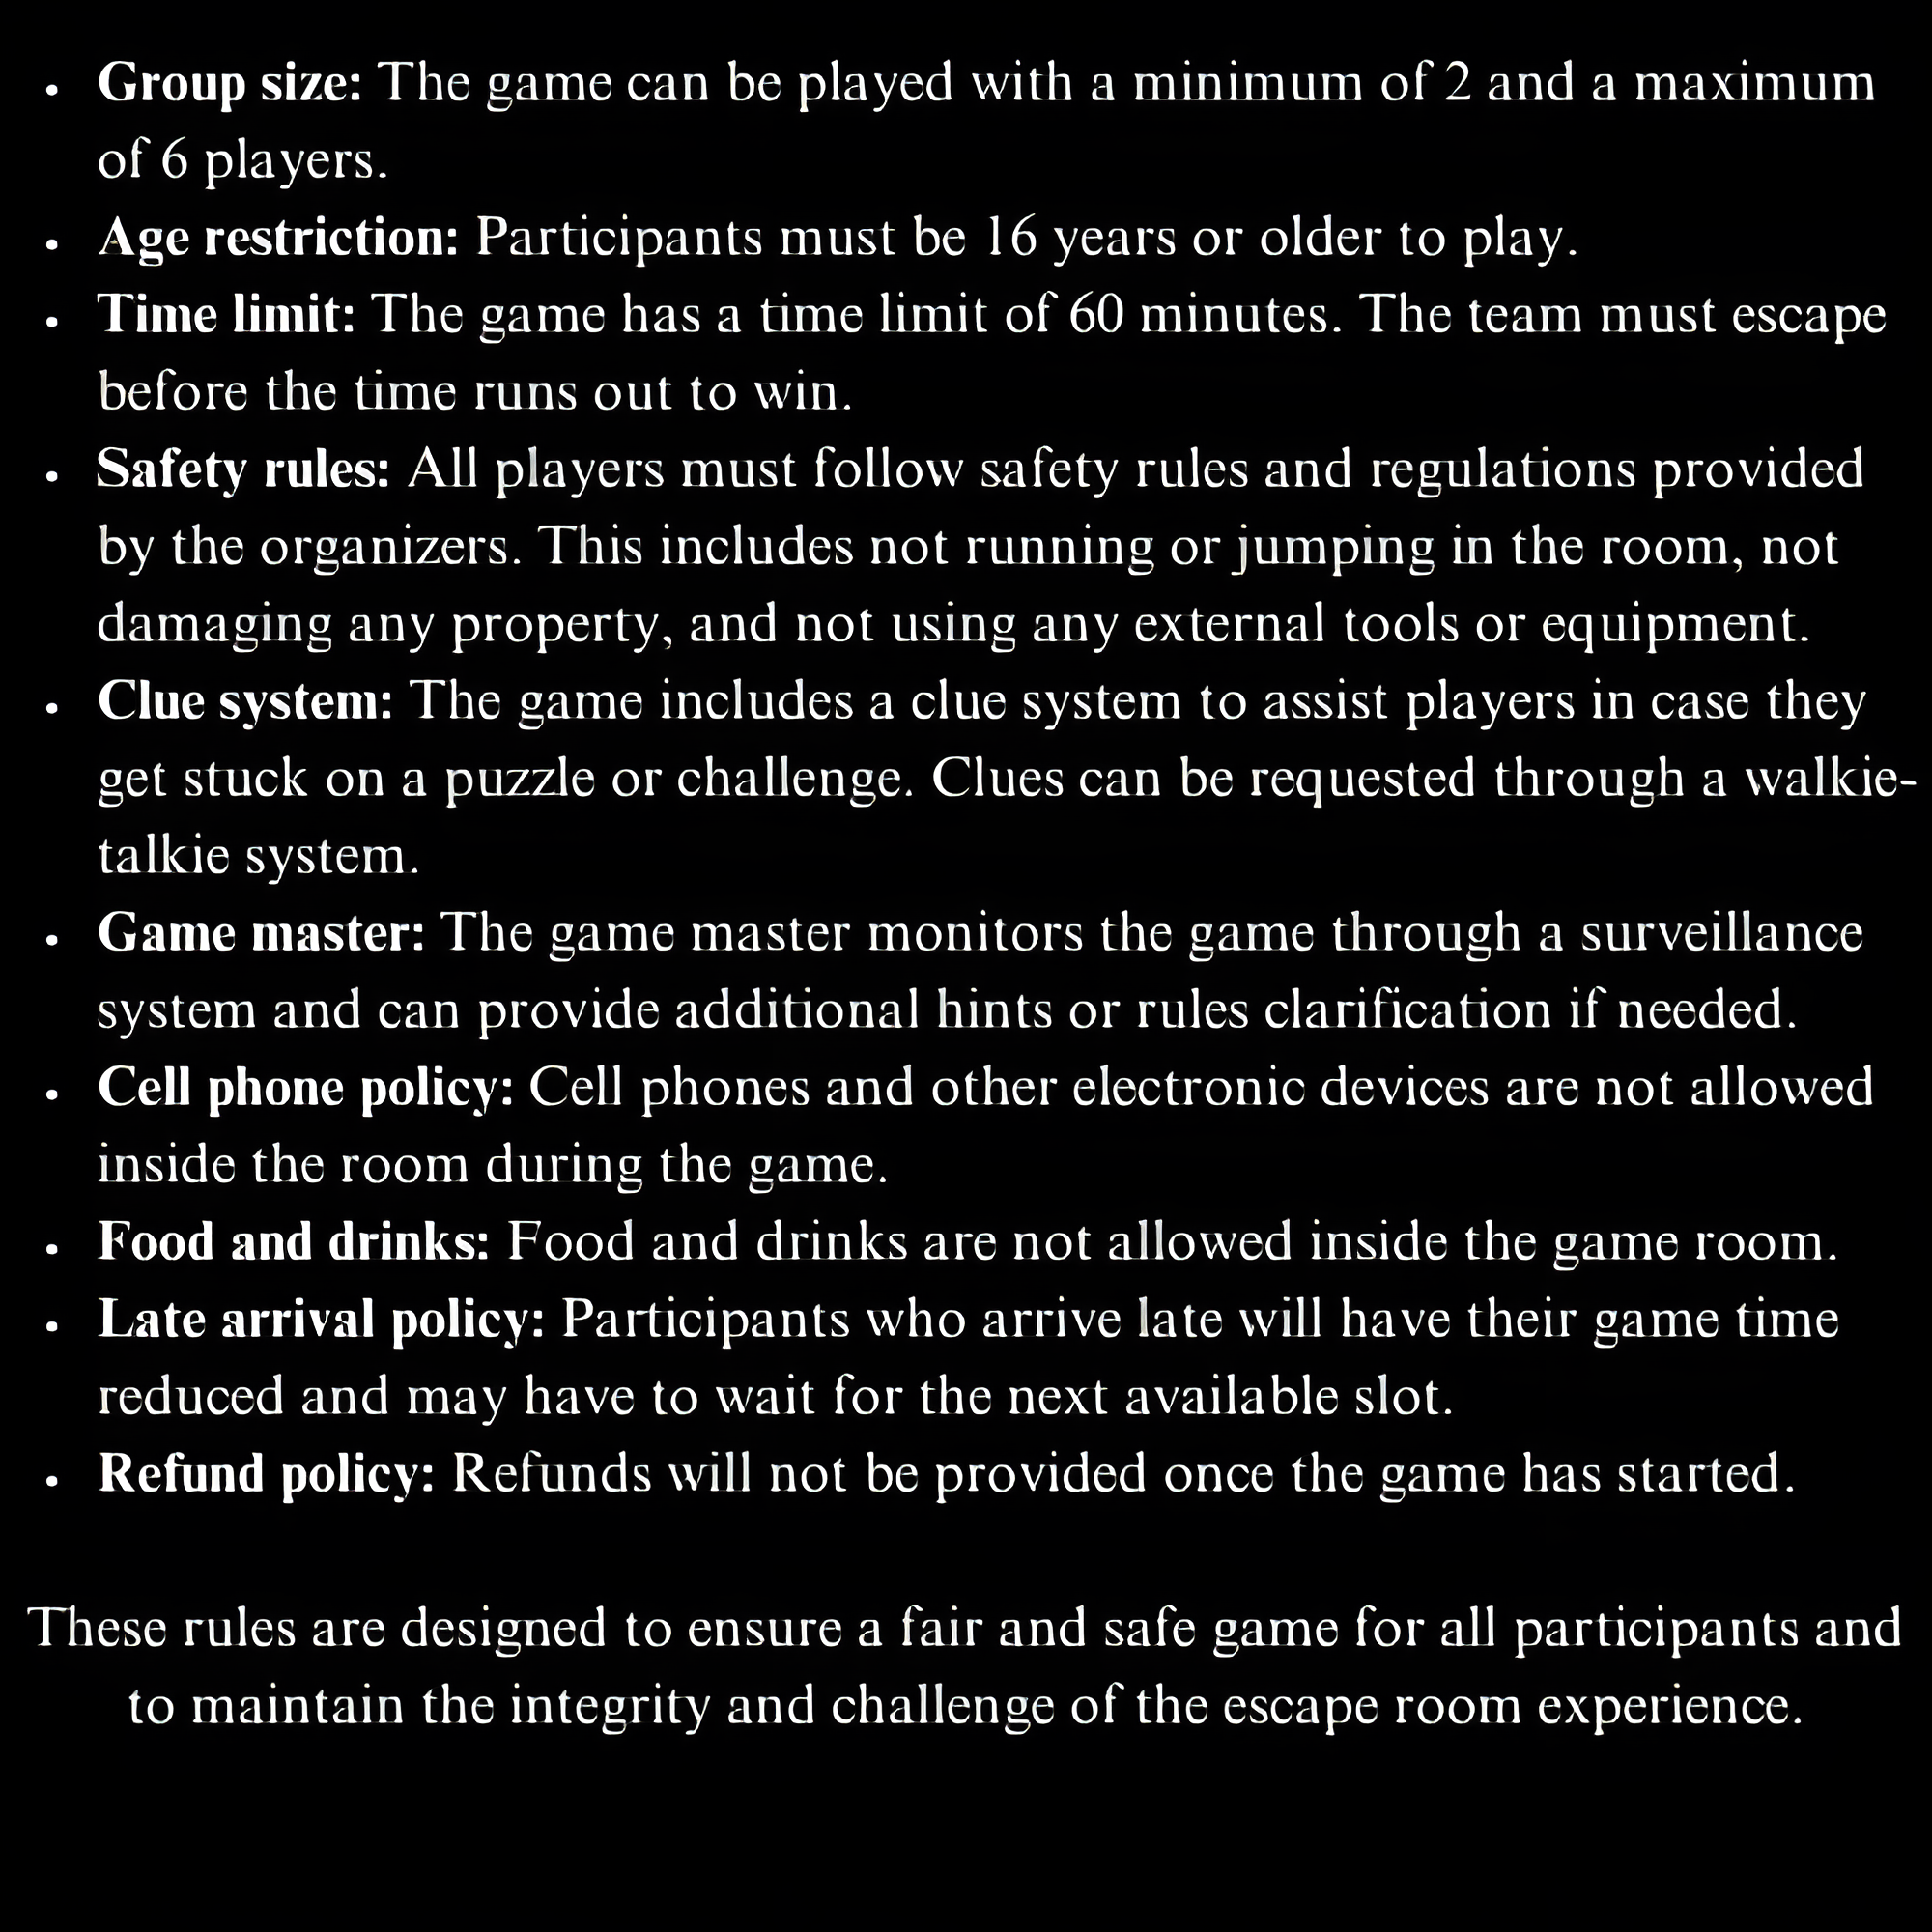 • Group size: The game can be played with a minimum of 2 and a maximum
of 6 players.
• Age restriction: Participants must be 16 years or older to play.
• Time limit: The game has a time limit of 60 minutes. The team must escape
before the time runs out to win.
• Safety rules: All players must follow safety rules and regulations provided
by the organizers. This includes not running or jumping in the room, not
damaging any property, and not using any external tools or equipment.
• Clue system: The game includes a clue system to assist players in case they
get stuck on a puzzle or challenge. Clues can be requested through a walkie-
talkie system.
• Game master: The game master monitors the game through a surveillance
system and can provide additional hints or rules clarification if needed.
• Cell phone policy: Cell phones and other electronic devices are not allowed
inside the room during the game.
• Food and drinks: Food and drinks are not allowed inside the game room.
• Late arrival policy: Participants who arrive late will have their game time
reduced and may have to wait for the next available slot.
• Refund policy: Refunds will not be provided once the game has started.
These rules are designed to ensure a fair and safe game for all participants and
to maintain the integrity and challenge of the escape room experience.